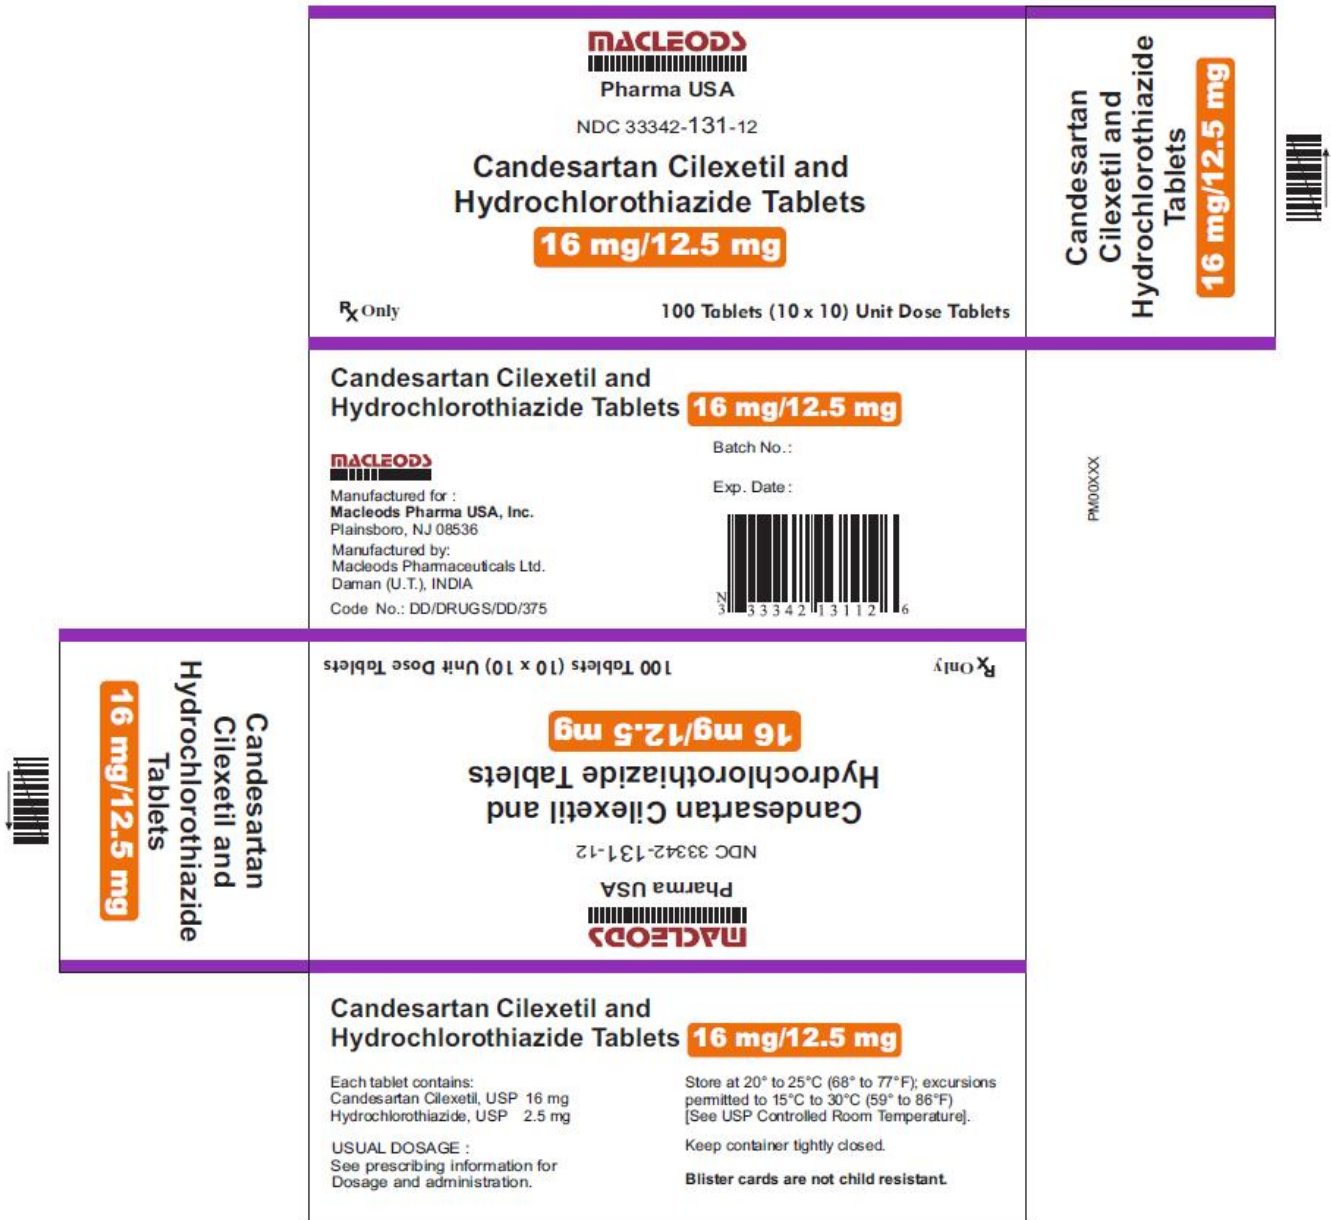 MACLEODS
Pharma USA
NDC 33342-131-12
Candesartan Cilexetil and
Hydrochlorothiazide Tablets
16 mg/12.5 mg
Rx Only
100 Tablets (10 x 10) Unit Dose Tablets
Candesartan
Cilexetil and
Hydrochlorothiazide
Tablets
16 mg/12.5 mg
Candesartan Cilexetil and
Hydrochlorothiazide Tablets 16 mg/12.5 mg
MACLEODS
Manufactured for :
Macleods Pharma USA, Inc.
Plainsboro, NJ 08536
Manufactured by:
Macleods Pharmaceuticals Ltd.
Daman (U.T.), INDIA
Code No.: DD/DRUGS/DD/375
Batch No.:
Exp. Date :
N
3 33342 13112 6
PM00XXX
Candesartan
Cilexetil and
Hydrochlorothiazide
Tablets
16 mg/12.5 mg
MACLEODS
Pharma USA
NDC 33342-131-12
Candesartan Cilexetil and
Hydrochlorothiazide Tablets
16 mg/12.5 mg
Rx Only
100 Tablets (10 x 10) Unit Dose Tablets
Candesartan Cilexetil and
Hydrochlorothiazide Tablets 16 mg/12.5 mg
Each tablet contains:
Candesartan Cilexetil, USP 16 mg
Hydrochlorothiazide, USP 2.5 mg
USUAL DOSAGE :
See prescribing information for
Dosage and administration.
Store at 20° to 25°C (68° to 77°F); excursions
permitted to 15°C to 30°C (59° to 86°F)
[See USP Controlled Room Temperature].
Keep container tightly closed.
Blister cards are not child resistant.